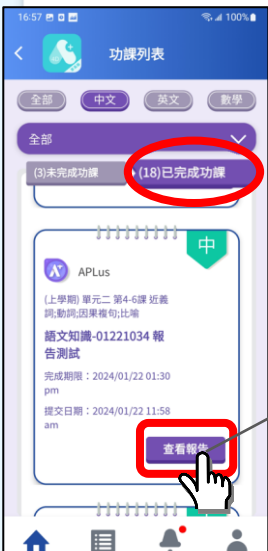 16:57
100%
功課列表
全部
中文
英文
數學
全部
(3)未完成功課
(18)已完成功課
中
APLus
(上學期) 單元二 第4-6課 近義
詞;動詞;因果複句;比喻
語文知識-01221034 報
告測試
完成期限：2024/01/22 01:30
pm
提交日期：2024/01/22 11:58
am
查看報告